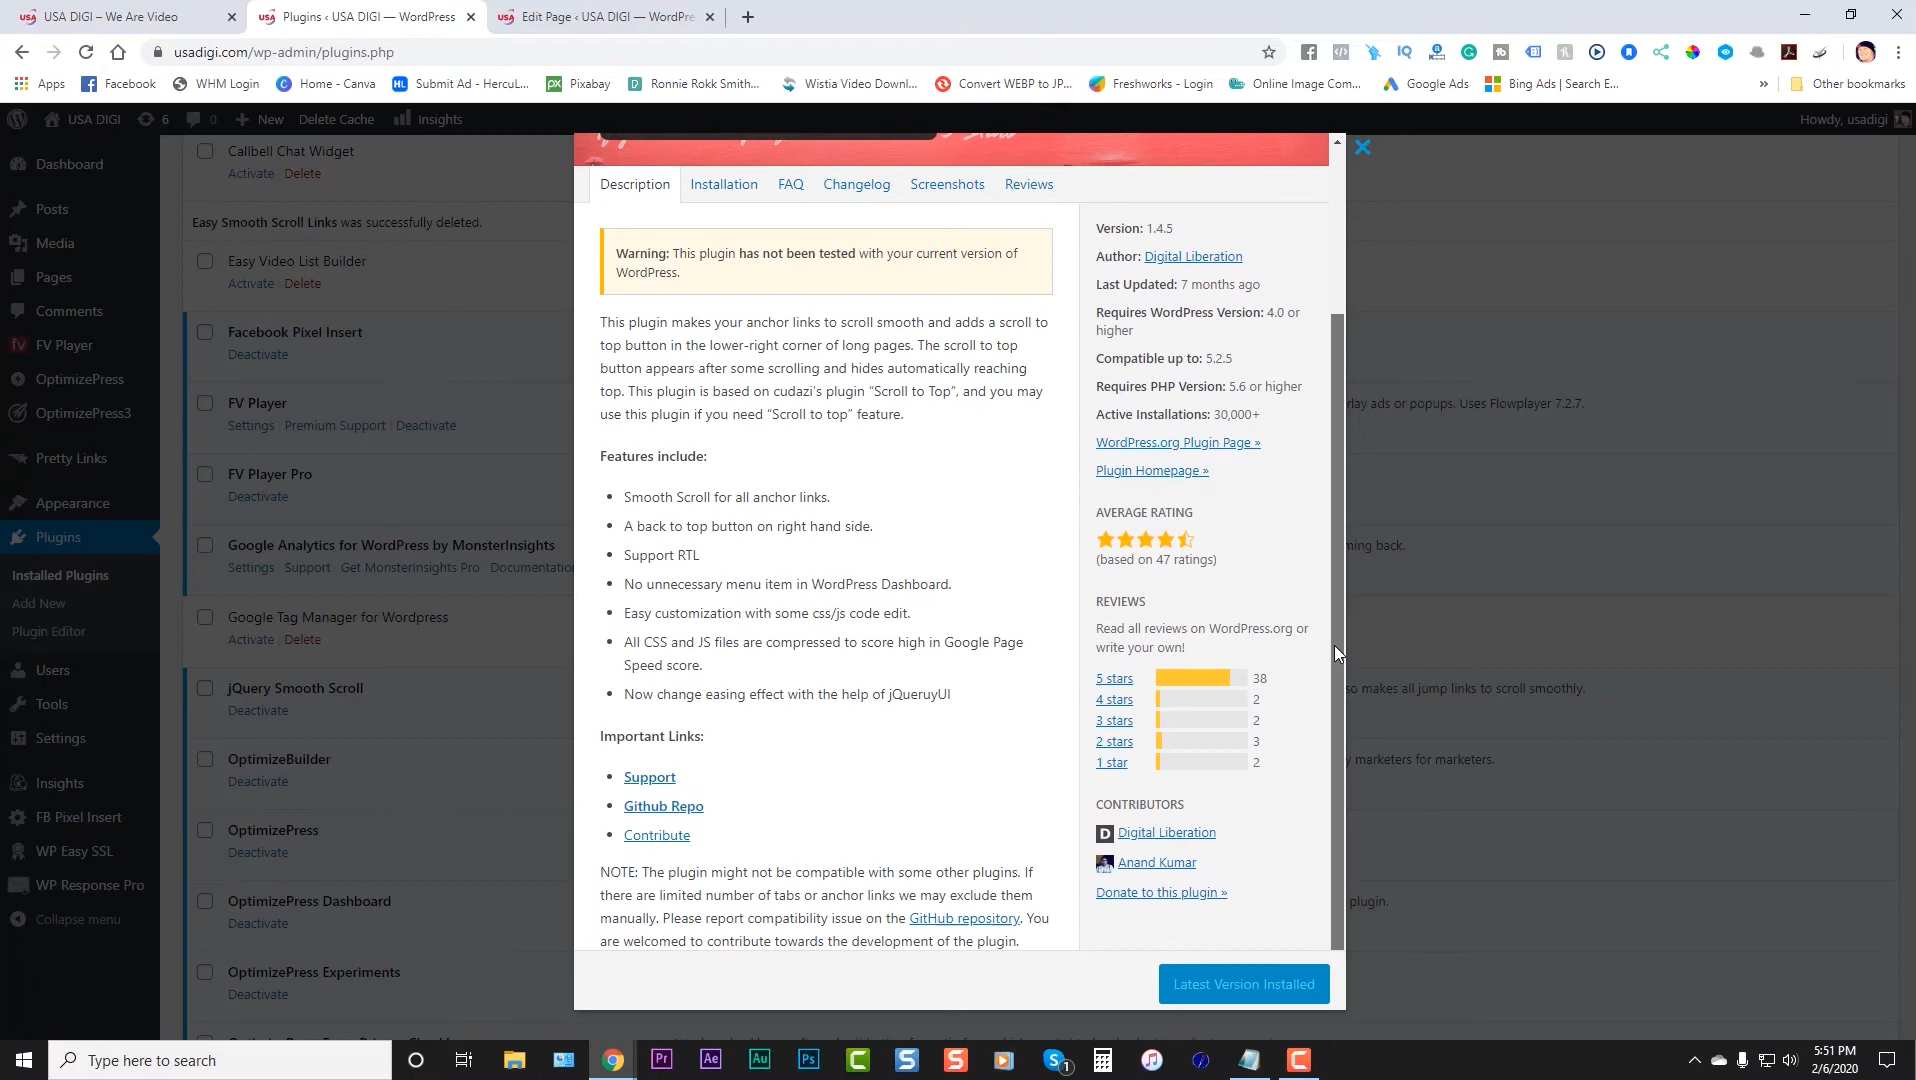 USA DIGI – We Are Video
Plugins ‹ USA DIGI — WordPress
Edit Page ‹ USA DIGI — WordPre
usadigi.com/wp-admin/plugins.php
Apps
Facebook
WHM Login
Home - Canva
Submit Ad - HercuL...
Pixabay
Ronnie Rokk Smith...
Wistia Video Downl...
Convert WEBP to JP...
Freshworks - Login
Online Image Com...
Google Ads
Bing Ads | Search E...
»
Other bookmarks
USA DIGI
6
0
New
Delete Cache
Insights
Howdy, usadigi
Dashboard
Posts
Media
Pages
Comments
FV Player
OptimizePress
OptimizePress3
Pretty Links
Appearance
Plugins
Installed Plugins
Add New
Plugin Editor
Users
Tools
Settings
Insights
FB Pixel Insert
WP Easy SSL
WP Response Pro
Collapse menu
Callbell Chat Widget
Activate | Delete
Easy Smooth Scroll Links was successfully deleted.
Easy Video List Builder
Activate | Delete
Facebook Pixel Insert
Deactivate
FV Player
Settings | Premium Support | Deactivate
rlay ads or popups. Uses Flowplayer 7.2.7.
FV Player Pro
Deactivate
Google Analytics for WordPress by MonsterInsights
Settings | Support | Get MonsterInsights Pro | Documentatio
ming back.
Google Tag Manager for Wordpress
Activate | Delete
jQuery Smooth Scroll
Deactivate
so makes all jump links to scroll smoothly.
OptimizeBuilder
Deactivate
y marketers for marketers.
OptimizePress
Deactivate
OptimizePress Dashboard
Deactivate
plugin.
OptimizePress Experiments
Deactivate
Description
Installation
FAQ
Changelog
Screenshots
Reviews
Warning: This plugin has not been tested with your current version of
WordPress.
This plugin makes your anchor links to scroll smooth and adds a scroll to
top button in the lower-right corner of long pages. The scroll to top
button appears after some scrolling and hides automatically reaching
top. This plugin is based on cudazi's plugin “Scroll to Top”, and you may
use this plugin if you need “Scroll to top” feature.
Features include:
• Smooth Scroll for all anchor links.
• A back to top button on right hand side.
• Support RTL
• No unnecessary menu item in WordPress Dashboard.
• Easy customization with some css/js code edit.
• All CSS and JS files are compressed to score high in Google Page
Speed score.
• Now change easing effect with the help of jQueruyUI
Important Links:
• Support
• Github Repo
• Contribute
NOTE: The plugin might not be compatible with some other plugins. If
there are limited number of tabs or anchor links we may exclude them
manually. Please report compatibility issue on the GitHub repository. You
are welcomed to contribute towards the development of the plugin.
Version: 1.4.5
Author: Digital Liberation
Last Updated: 7 months ago
Requires WordPress Version: 4.0 or
higher
Compatible up to: 5.2.5
Requires PHP Version: 5.6 or higher
Active Installations: 30,000+
WordPress.org Plugin Page »
Plugin Homepage »
AVERAGE RATING
(based on 47 ratings)
REVIEWS
Read all reviews on WordPress.org or
write your own!
5 stars 38
4 stars 2
3 stars 2
2 stars 3
1 star 2
CONTRIBUTORS
Digital Liberation
Anand Kumar
Donate to this plugin »
Latest Version Installed
Type here to search
5:51 PM
2/6/2020